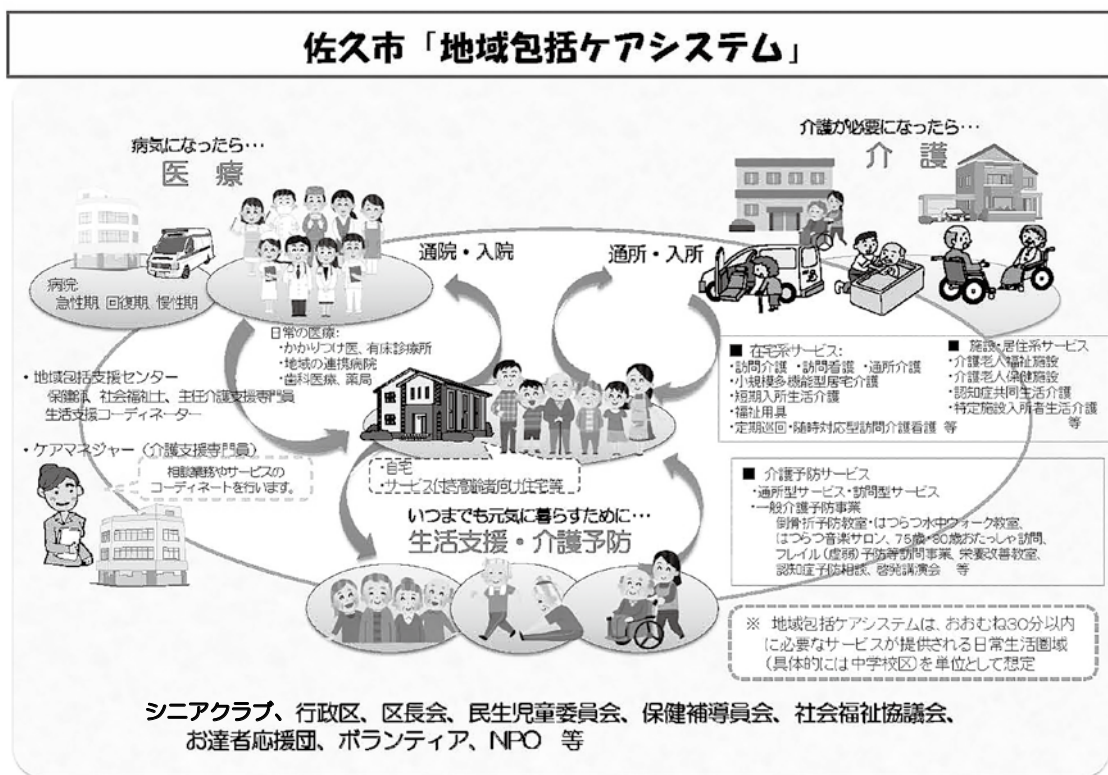 佐久市「地域包括ケアシステム」
病気になったら…
医 療
介護が必要になったら…
介 護
通院・入院
通所・入所
病院:
急性期、回復期、慢性期
日常の医療:
・かかりつけ医、有床診療所
・地域の連携病院
・歯科医療、薬局
■ 在宅系サービス:
・訪問介護 ・訪問看護 ・通所介護
・小規模多機能型居宅介護
・短期入所生活介護
・福祉用具
・定期巡回・随時対応型訪問介護看護 等
■ 施設・居住系サービス
・介護老人福祉施設
・介護老人保健施設
・認知症共同生活介護
・特定施設入所者生活介護
等
・地域包括支援センター
保健師、社会福祉士、主任介護支援専門員
生活支援コーディネーター
・ケアマネジャー（介護支援専門員）
相談業務やサービスの
コーディネートを行います。
・自宅
・サービス付き高齢者向け住宅等
いつまでも元気に暮らすために…
生活支援・介護予防
■ 介護予防サービス
・通所型サービス・訪問型サービス
・一般介護予防事業
倒骨折予防教室・はつらつ水中ウォーク教室、
はつらつ音楽サロン、75歳・80歳おたっしゃ訪問、
フレイル（虚弱）予防等訪問事業、栄養改善教室、
認知症予防相談、啓発講演会 等
※ 地域包括ケアシステムは、おおむね30分以内
に必要なサービスが提供される日常生活圏域
（具体的には中学校区）を単位として想定
シニアクラブ、行政区、区長会、民生児童委員会、保健補導員会、社会福祉協議会、
お達者応援団、ボランティア、NPO 等